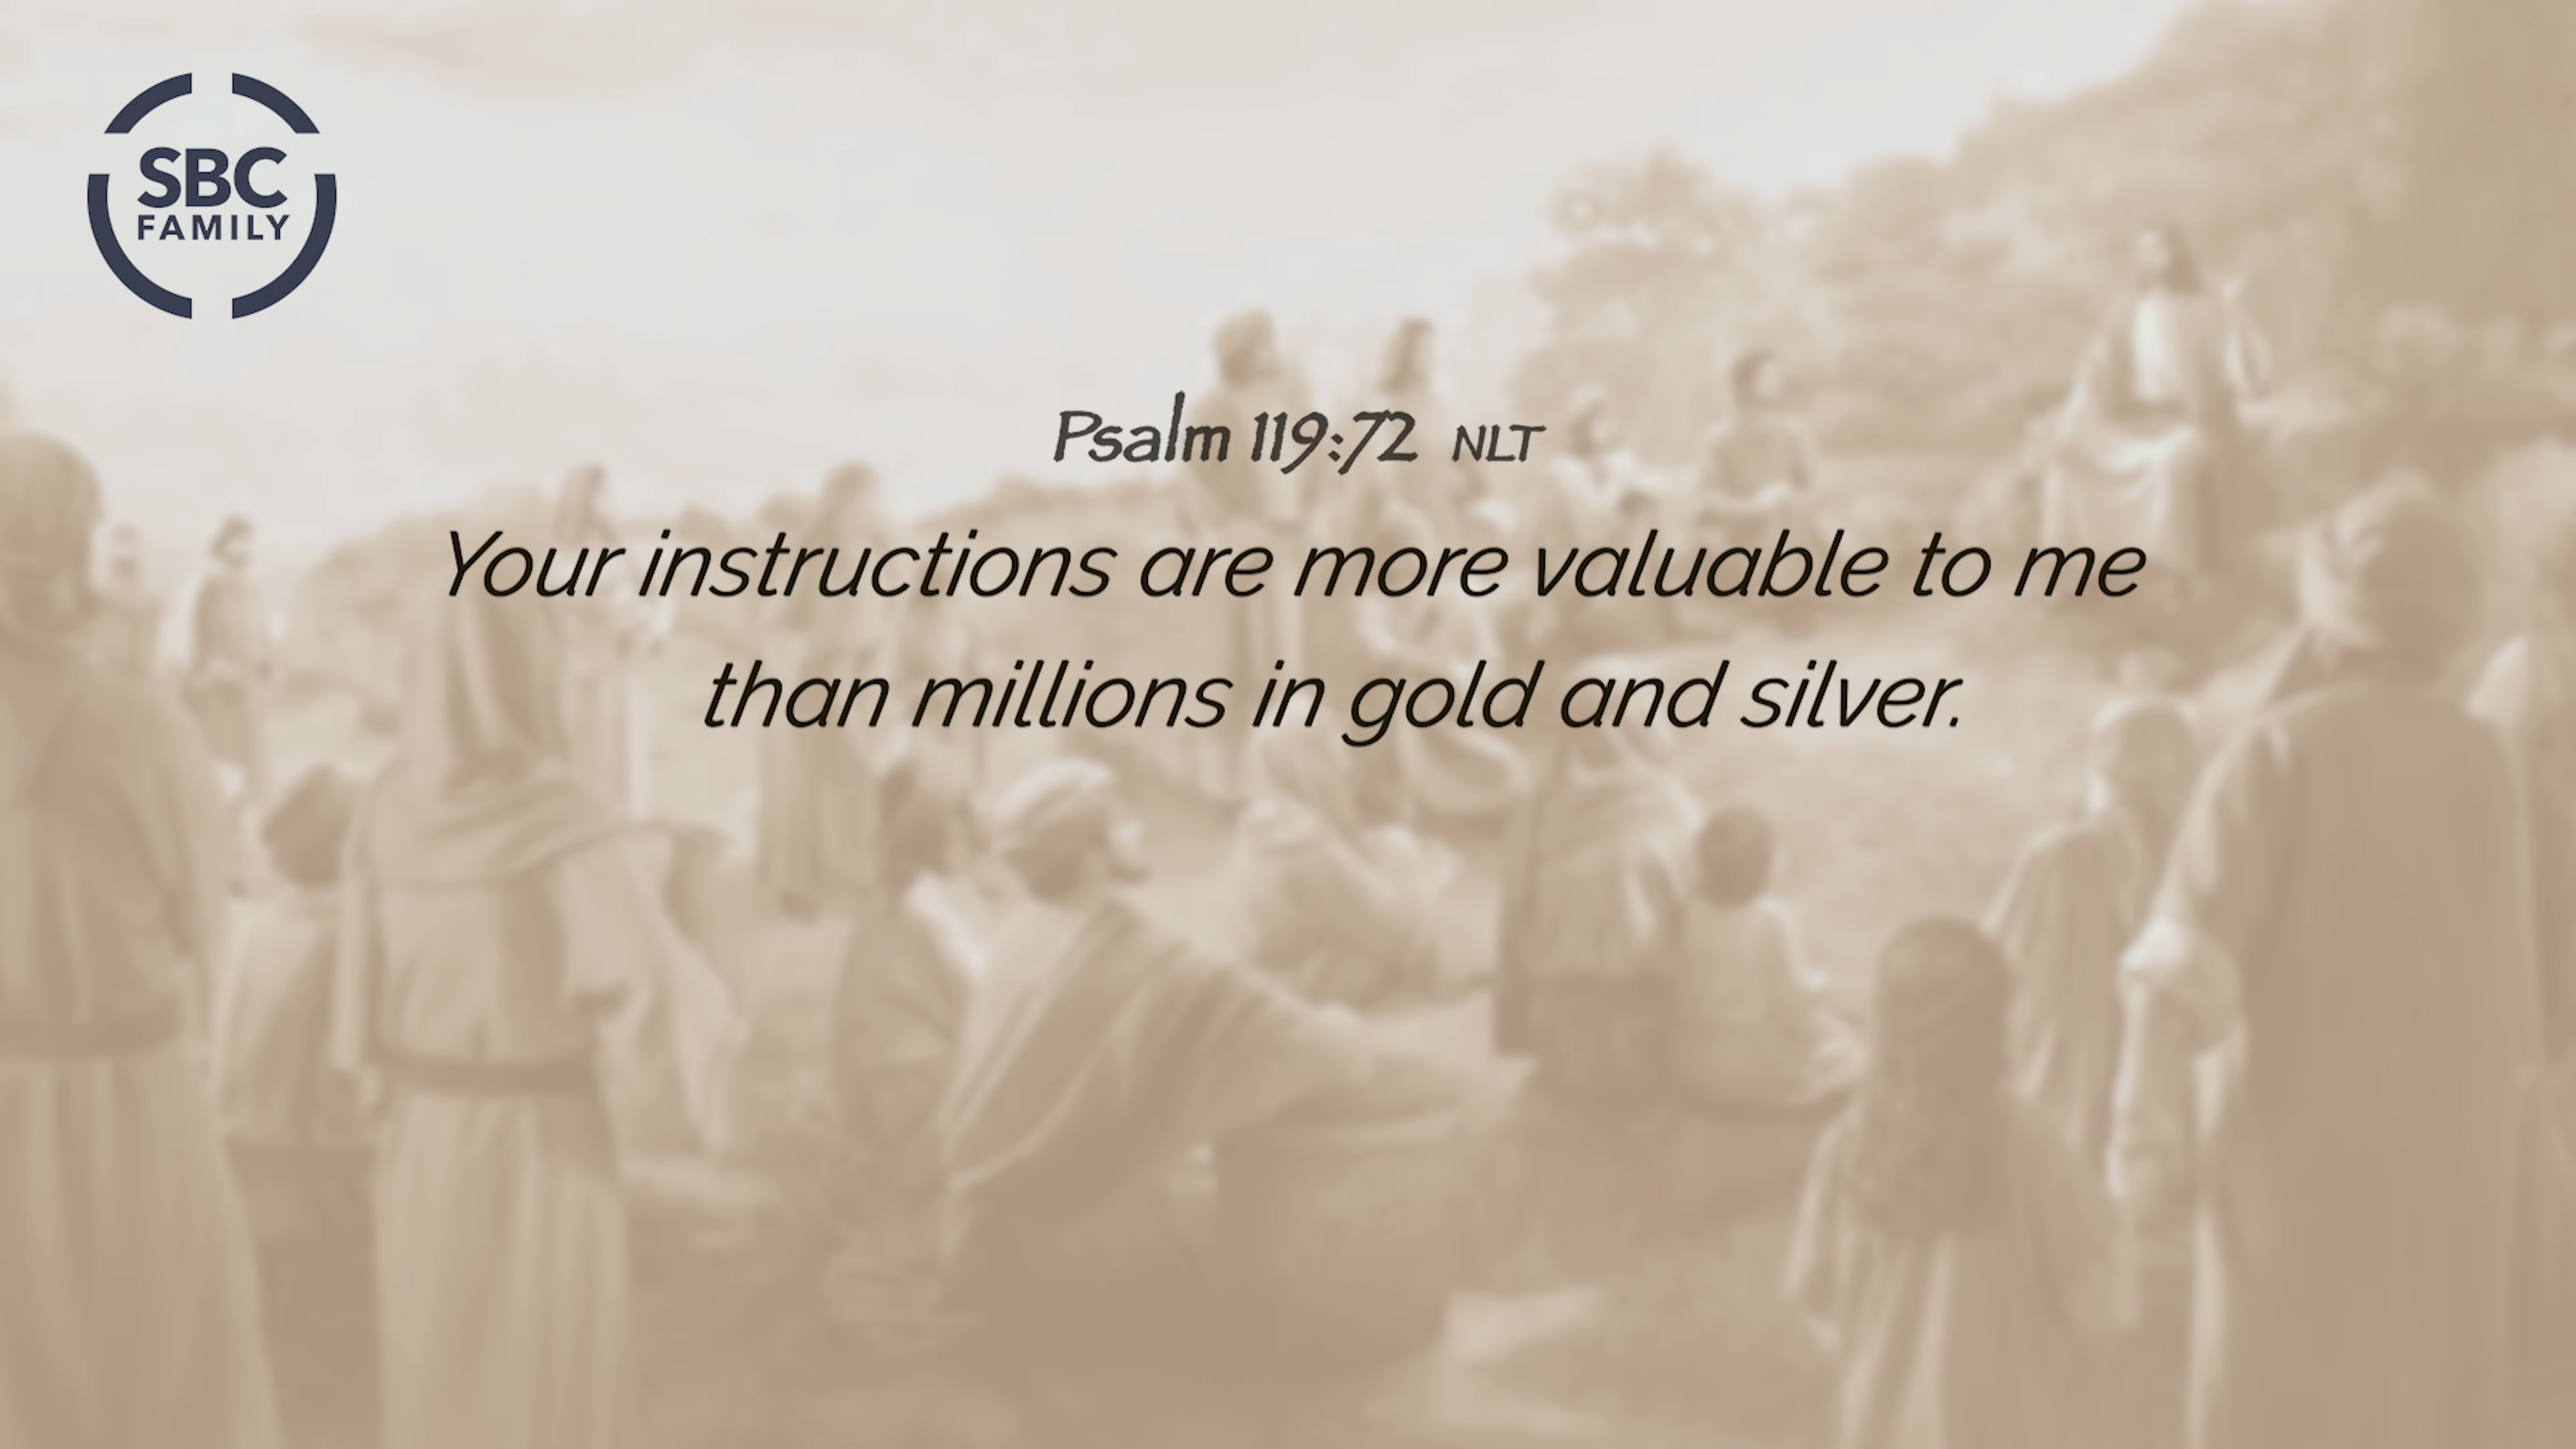 SBC
FAMILY
Psalm 119:72 NLT
Your instructions are more valuable to me
than millions in gold and silver.